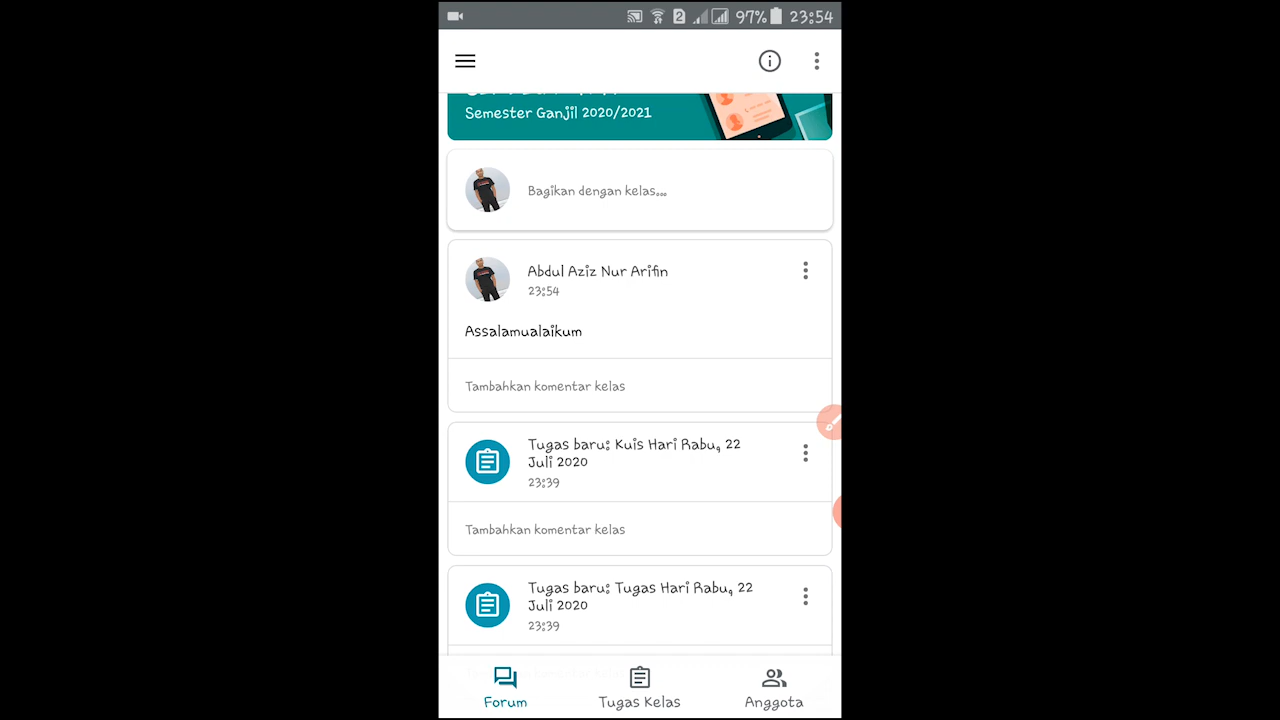 2 97% 23:54
Semester Ganjil 2020/2021
Bagikan dengan kelas...
Abdul Aziz Nur Arifin
23:54
Assalamualaikum
Tambahkan komentar kelas
Tugas baru: Kuis Hari Rabu, 22
Juli 2020
23:39
Tambahkan komentar kelas
Tugas baru: Tugas Hari Rabu, 22
Juli 2020
23:39
Forum
Tugas Kelas
Anggota